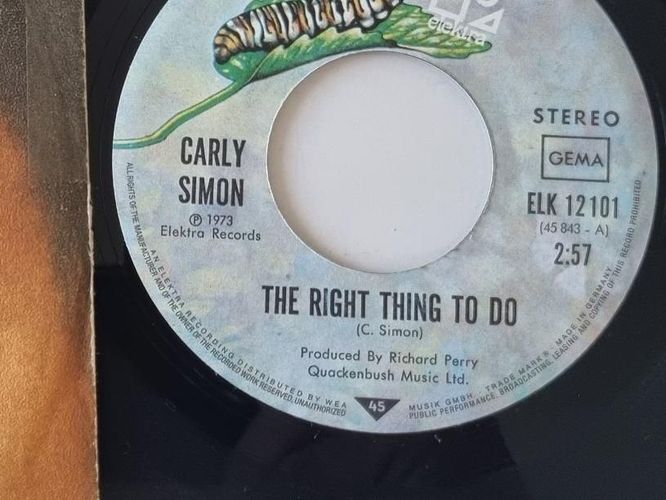 elektra
STEREO
GEMA
CARLY
SIMON
ELK 12101
(45 843 - A)
℗ 1973
Elektra Records
2:57
THE RIGHT THING TO DO
(C. Simon)
Produced By Richard Perry
Quackenbush Music Ltd.
45
ALL RIGHTS OF THE MANUFACTURER AND OF THE OWNER OF THE RECORDED WORK RESERVED, UNAUTHORIZED
PUBLIC PERFORMANCE, BROADCASTING, LEASING AND COPYING OF THIS RECORD PROHIBITED
AN ELEKTRA RECORDING DISTRIBUTED BY WEA
MUSIK GMBH · TRADE MARK ® MADE IN GERMANY